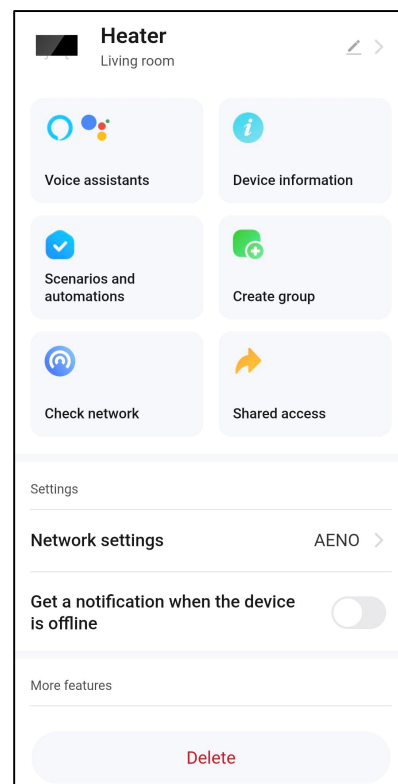 Heater
Living room
Voice assistants
Device information
Scenarios and
automations
Create group
Check network
Shared access
Settings
Network settings
AENO
Get a notification when the device
is offline
More features
Delete